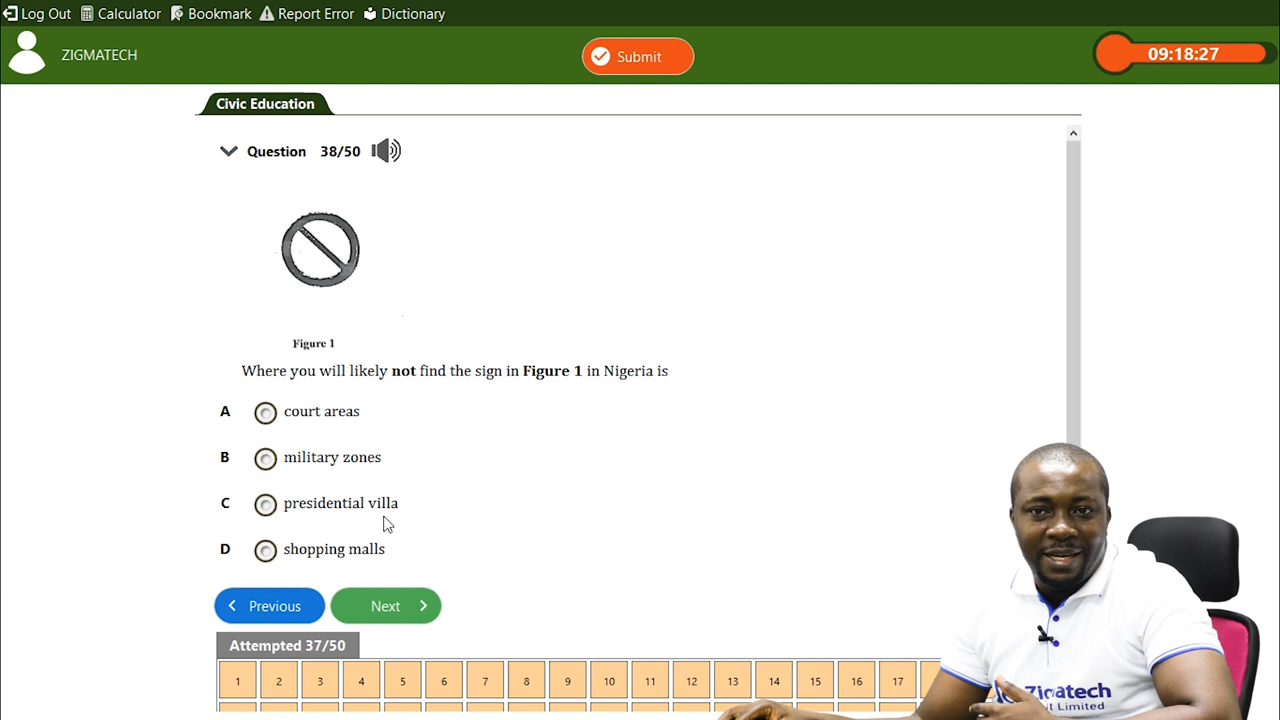 Log Out Calculator Bookmark Report Error Dictionary
ZIGMATECH
Submit
09:18:27
Civic Education
Question 38/50
Figure 1
Where you will likely not find the sign in Figure 1 in Nigeria is
A court areas
B military zones
C presidential villa
D shopping malls
Previous
Next
Attempted 37/50
1 2 3 4 5 6 7 8 9 10 11 12 13 14 15 16 17
Zigmatech
Limited